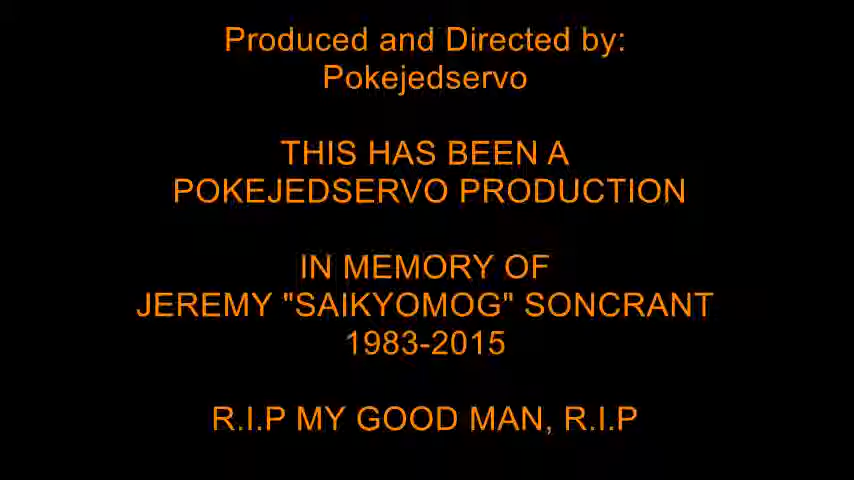 Produced and Directed by:
Pokejedservo
THIS HAS BEEN A
POKEJEDSERVO PRODUCTION
IN MEMORY OF
JEREMY "SAIKYOMOG" SONCRANT
1983-2015
R.I.P MY GOOD MAN, R.I.P